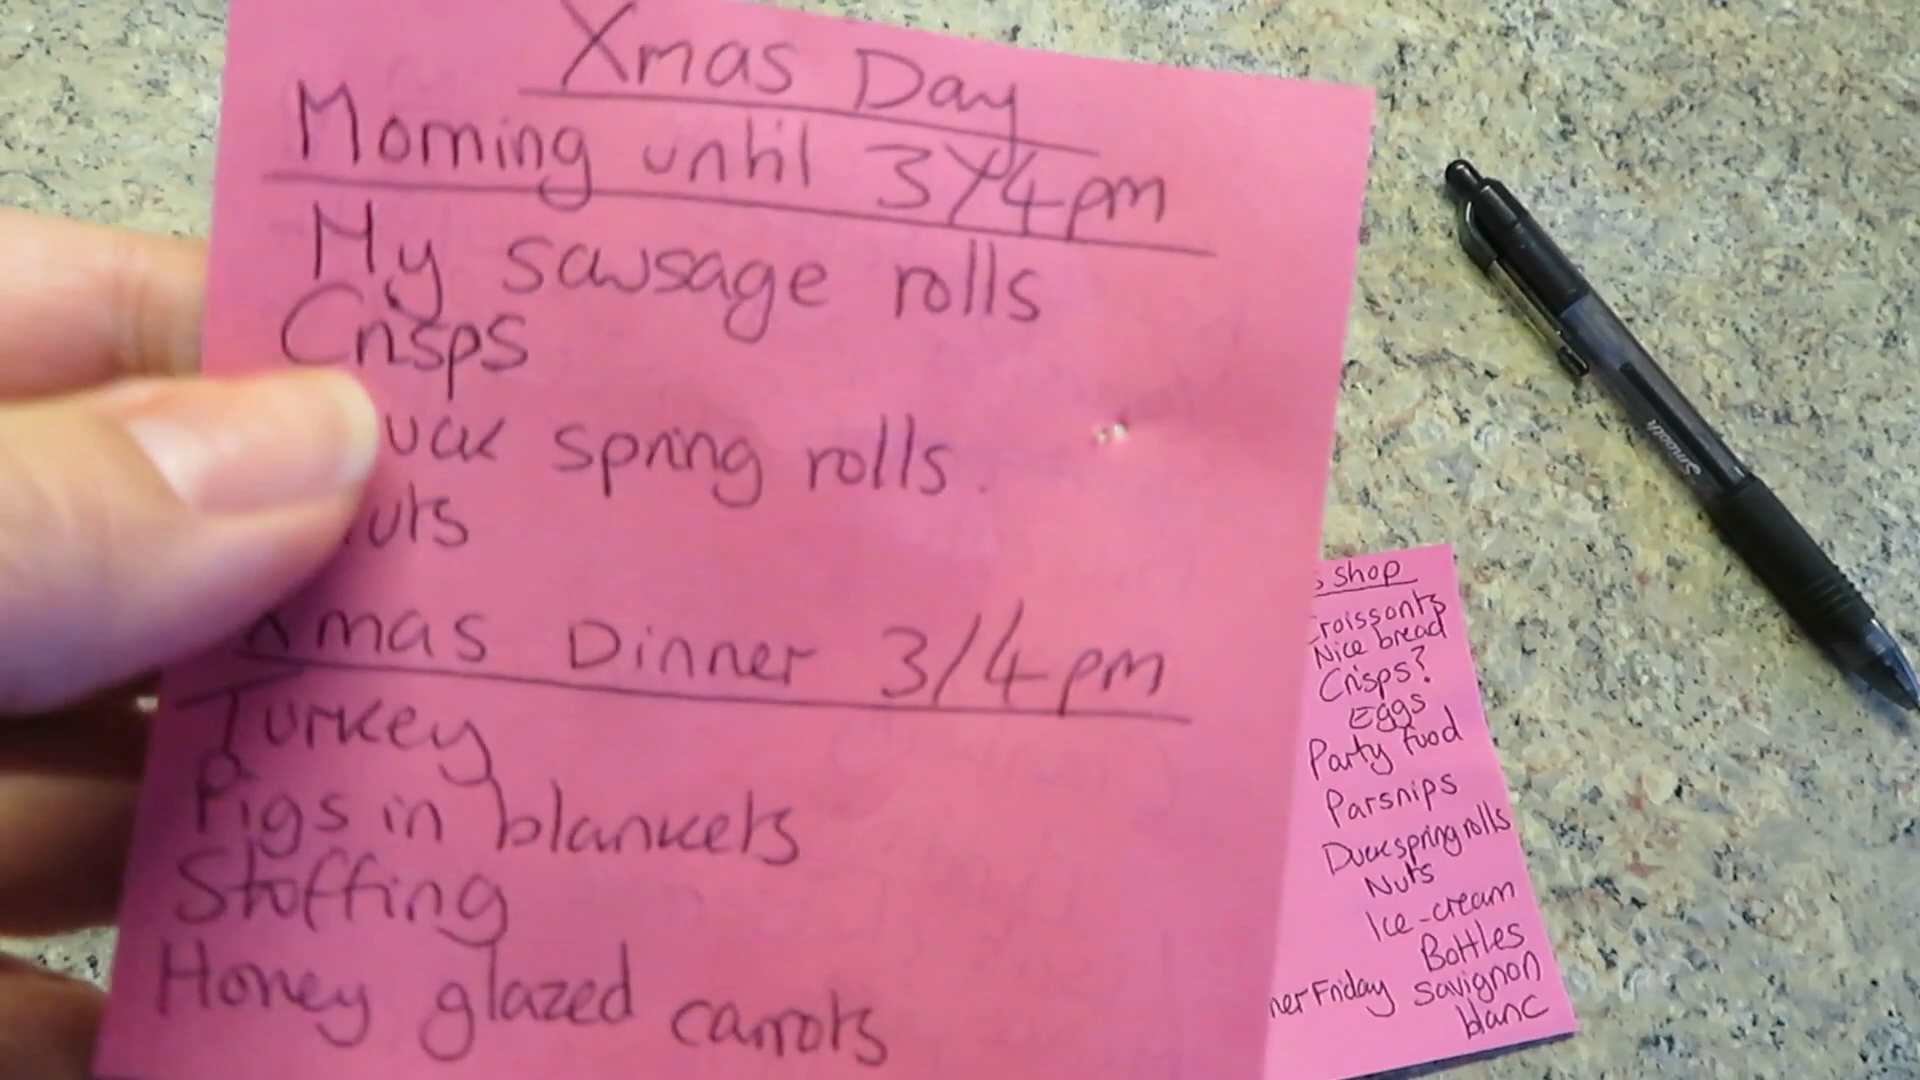 Xmas Day
Morning until 3/4pm
My sausage rolls
Crisps
spring rolls.
Xmas Dinner 3/4pm
Turkey
Pigs in blankets
Stuffing
Honey glazed carrots
Smooth
Shop
Croissants
Nice bread
Crisps?
Eggs
Party food
Parsnips
Duck spring rolls
Nuts
Ice-cream
Bottles
Friday Savignon
blanc